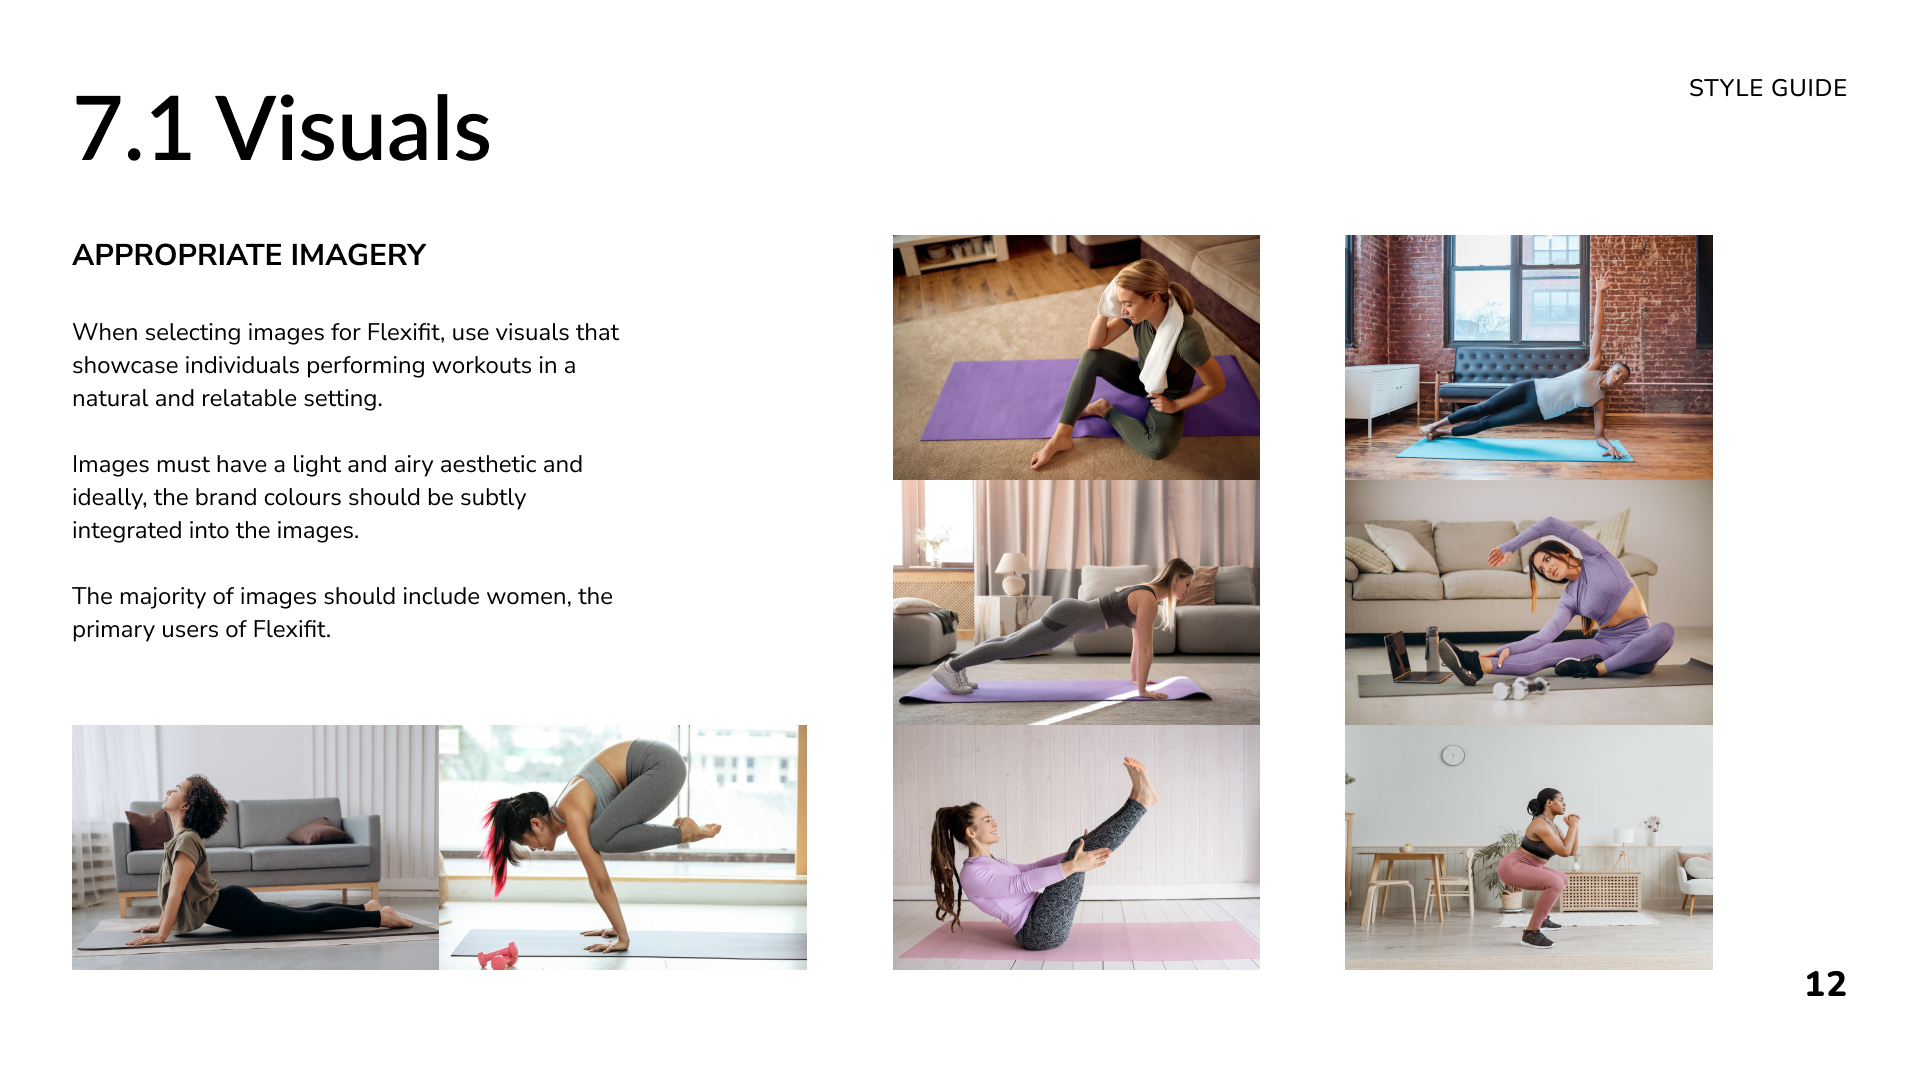 7.1 Visuals
STYLE GUIDE
APPROPRIATE IMAGERY
When selecting images for Flexifit, use visuals that
showcase individuals performing workouts in a
natural and relatable setting.
Images must have a light and airy aesthetic and
ideally, the brand colours should be subtly
integrated into the images.
The majority of images should include women, the
primary users of Flexifit.
12